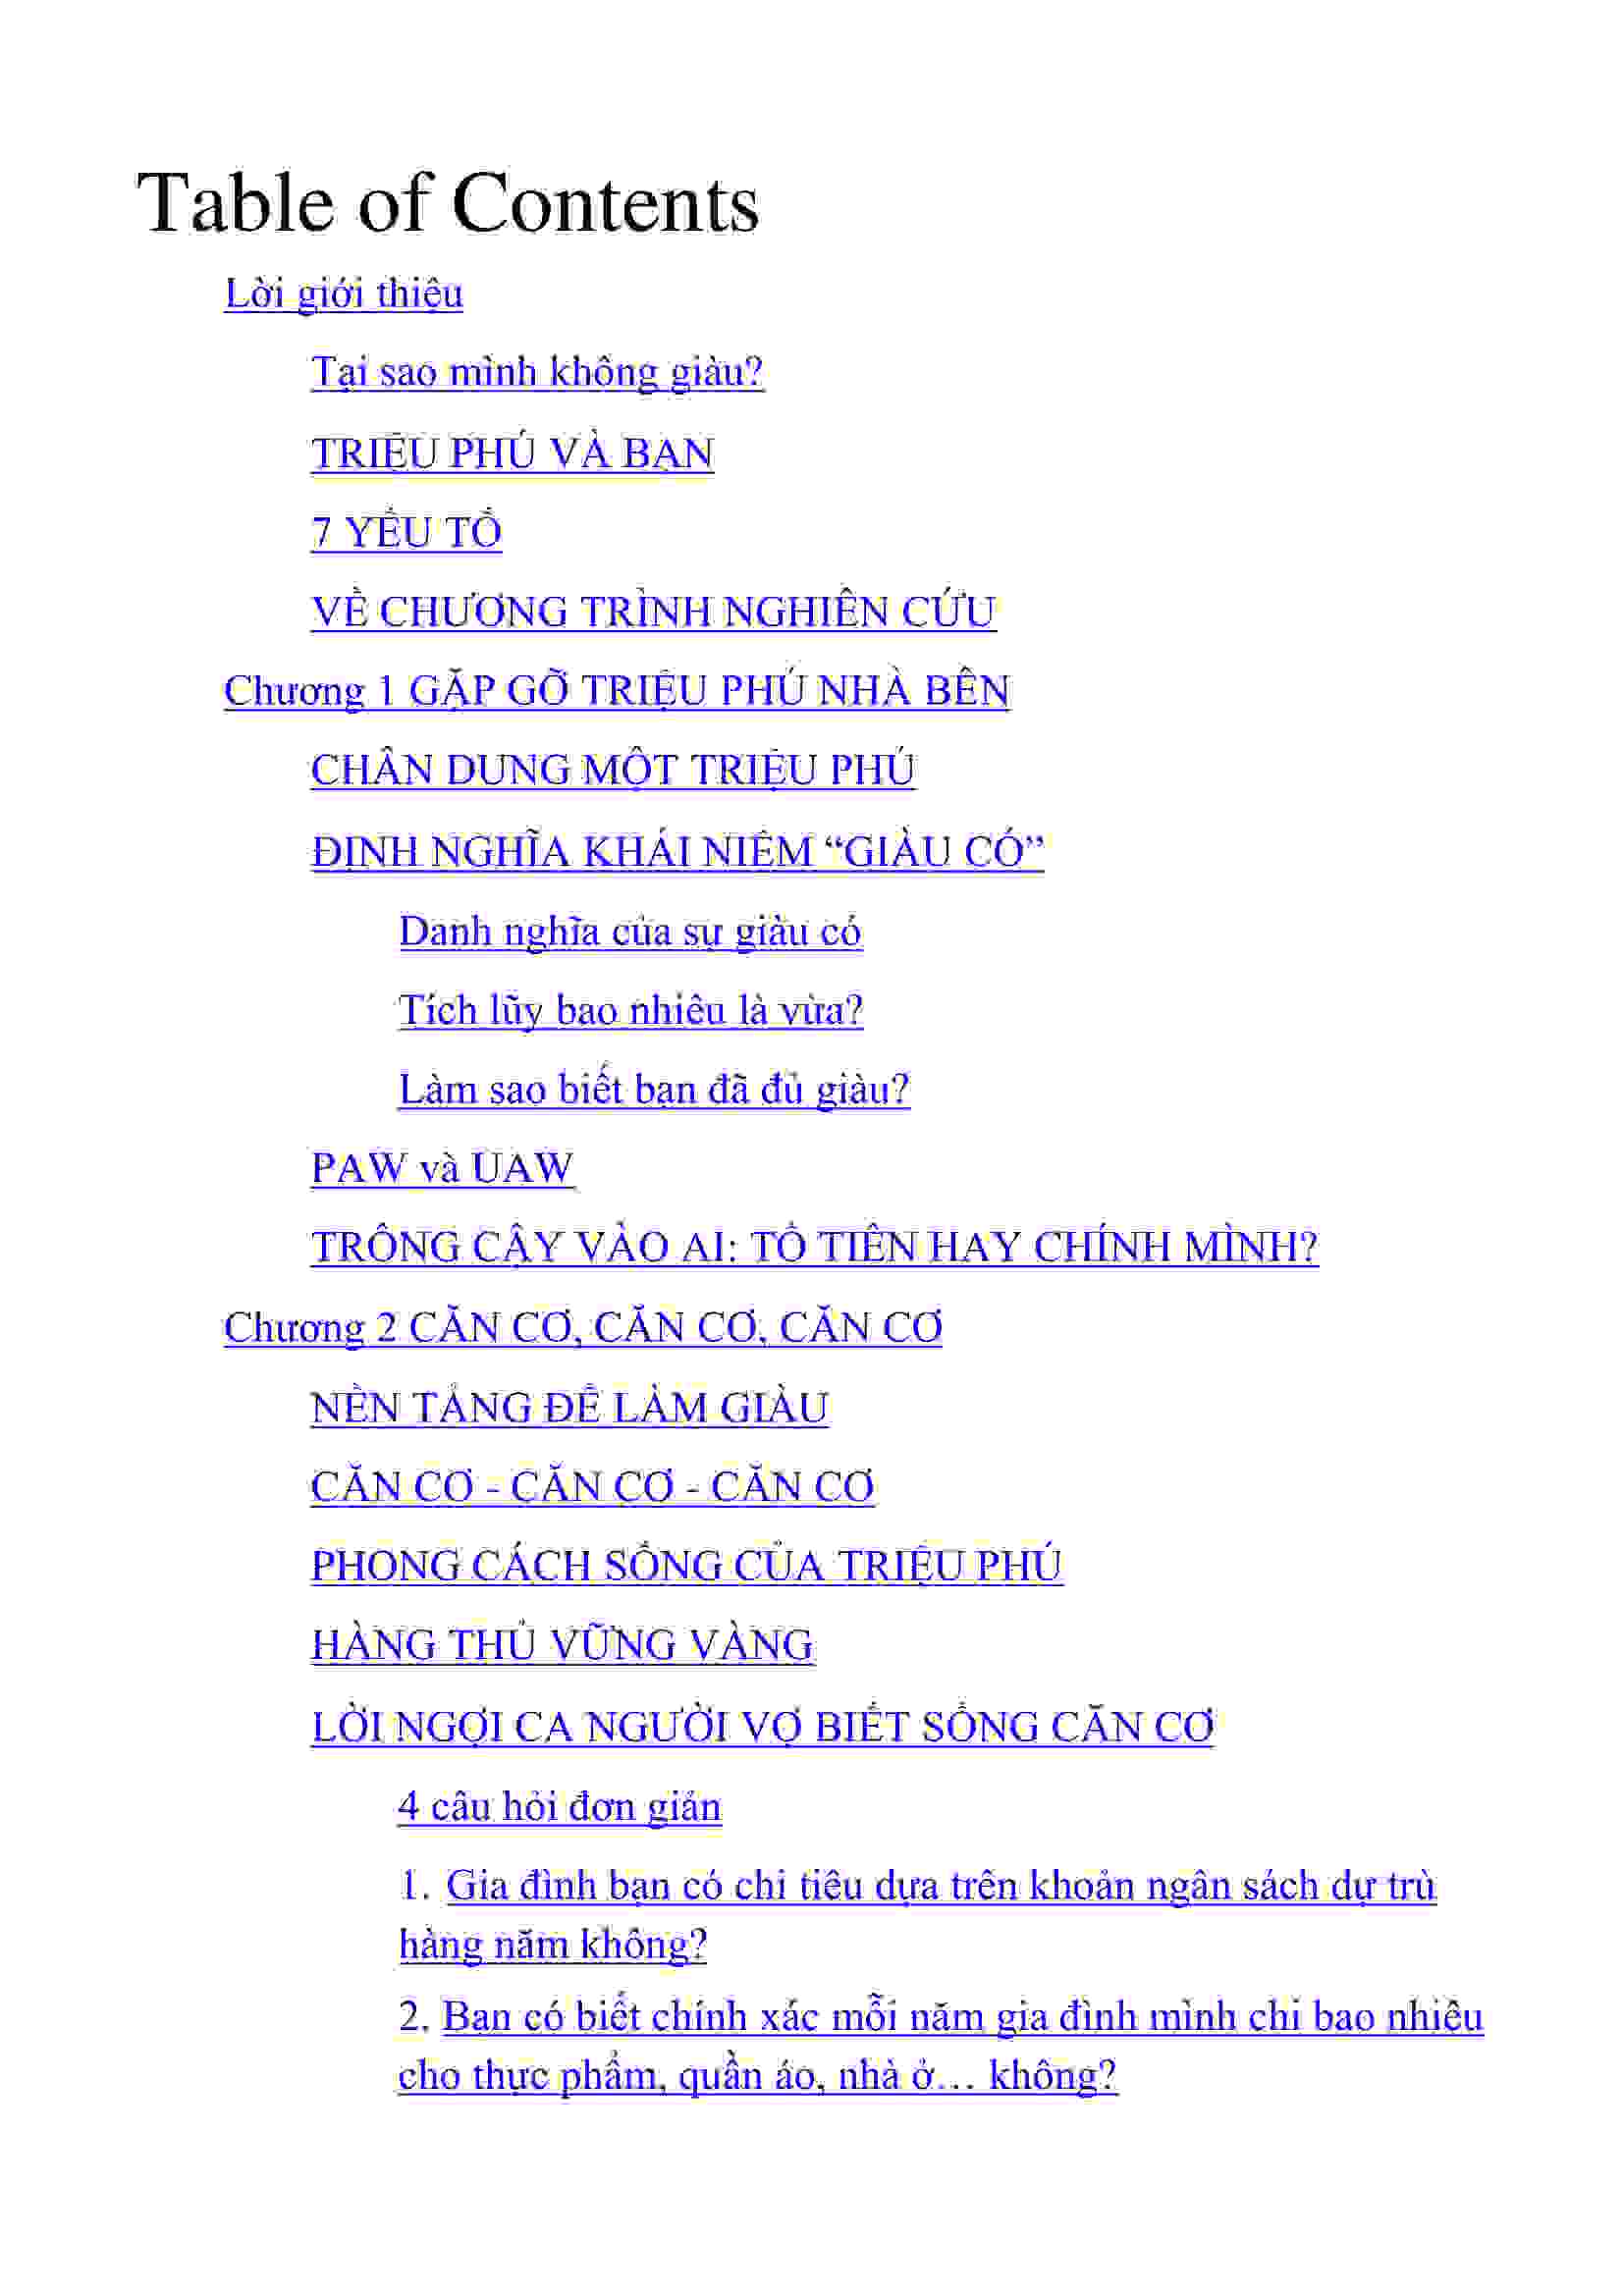 Table of Contents
Lời giới thiệu
Tại sao mình không giàu?
TRIỆU PHÚ VÀ BẠN
7 YẾU TỐ
VỀ CHƯƠNG TRÌNH NGHIÊN CỨU
Chương 1 GẶP GỠ TRIỆU PHÚ NHÀ BÊN
CHÂN DUNG MỘT TRIỆU PHÚ
ĐỊNH NGHĨA KHÁI NIỆM “GIÀU CÓ”
Danh nghĩa của sự giàu có
Tích lũy bao nhiêu là vừa?
Làm sao biết bạn đã đủ giàu?
PAW và UAW
TRÔNG CẬY VÀO AI: TỔ TIÊN HAY CHÍNH MÌNH?
Chương 2 CĂN CƠ, CĂN CƠ, CĂN CƠ
NỀN TẢNG ĐỂ LÀM GIÀU
CĂN CƠ - CĂN CƠ - CĂN CƠ
PHONG CÁCH SỐNG CỦA TRIỆU PHÚ
HÀNG THỦ VỮNG VÀNG
LỜI NGỢI CA NGƯỜI VỢ BIẾT SỐNG CĂN CƠ
4 câu hỏi đơn giản
1. Gia đình bạn có chi tiêu dựa trên khoản ngân sách dự trù
hàng năm không?
2. Bạn có biết chính xác mỗi năm gia đình mình chi bao nhiêu
cho thực phẩm, quần áo, nhà ở… không?